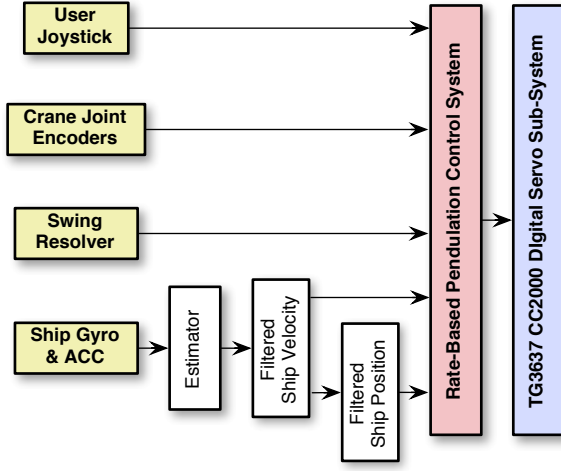 User
Joystick
Crane Joint
Encoders
Swing
Resolver
Ship Gyro
& ACC
Estimator
Filtered
Ship Velocity
Filtered
Ship Position
Rate-Based Pendulation Control System
TG3637 CC2000 DIgital Servo Sub-System